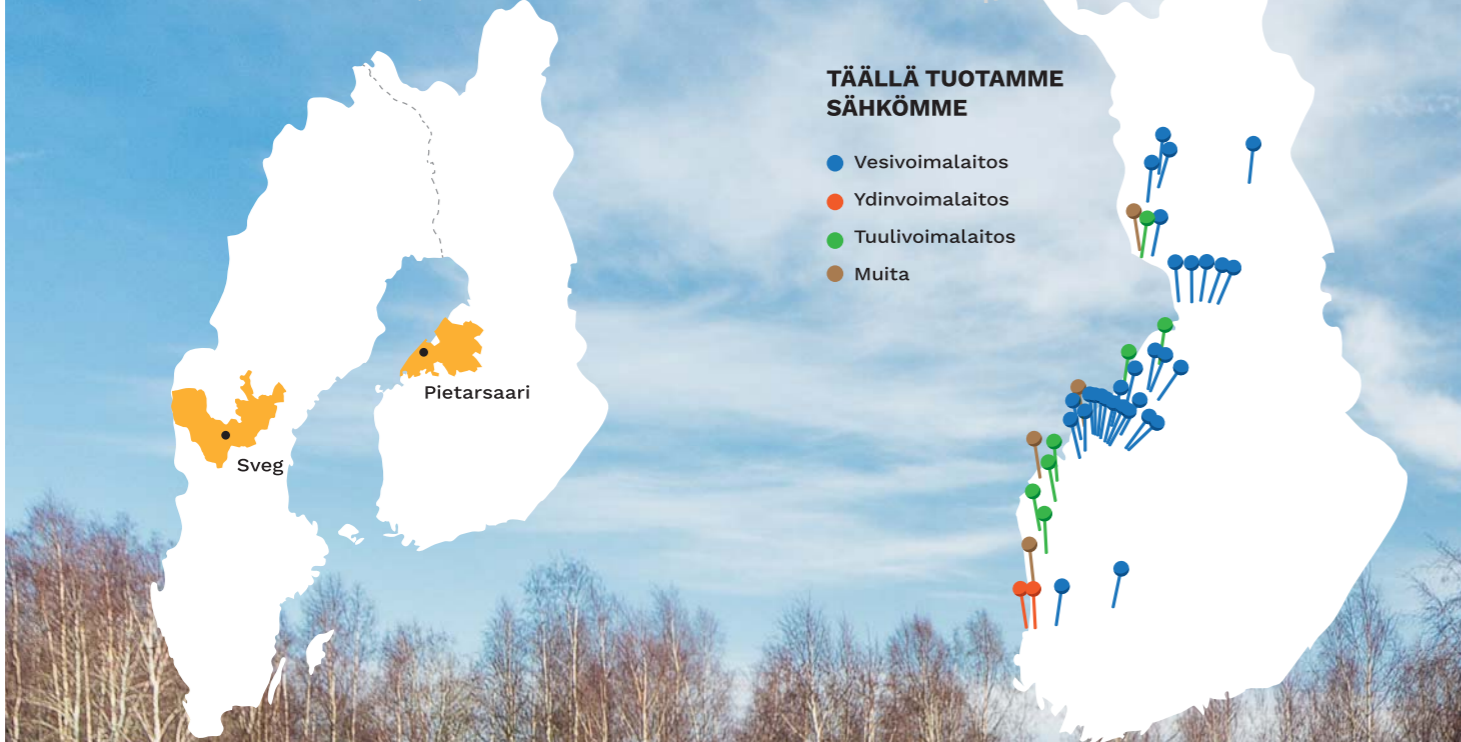 Pietarsaari
Sveg
TÄÄLLÄ TUOTAMME
SÄHKÖMME
Vesivoimalaitos
Ydinvoimalaitos
Tuulivoimalaitos
Muita